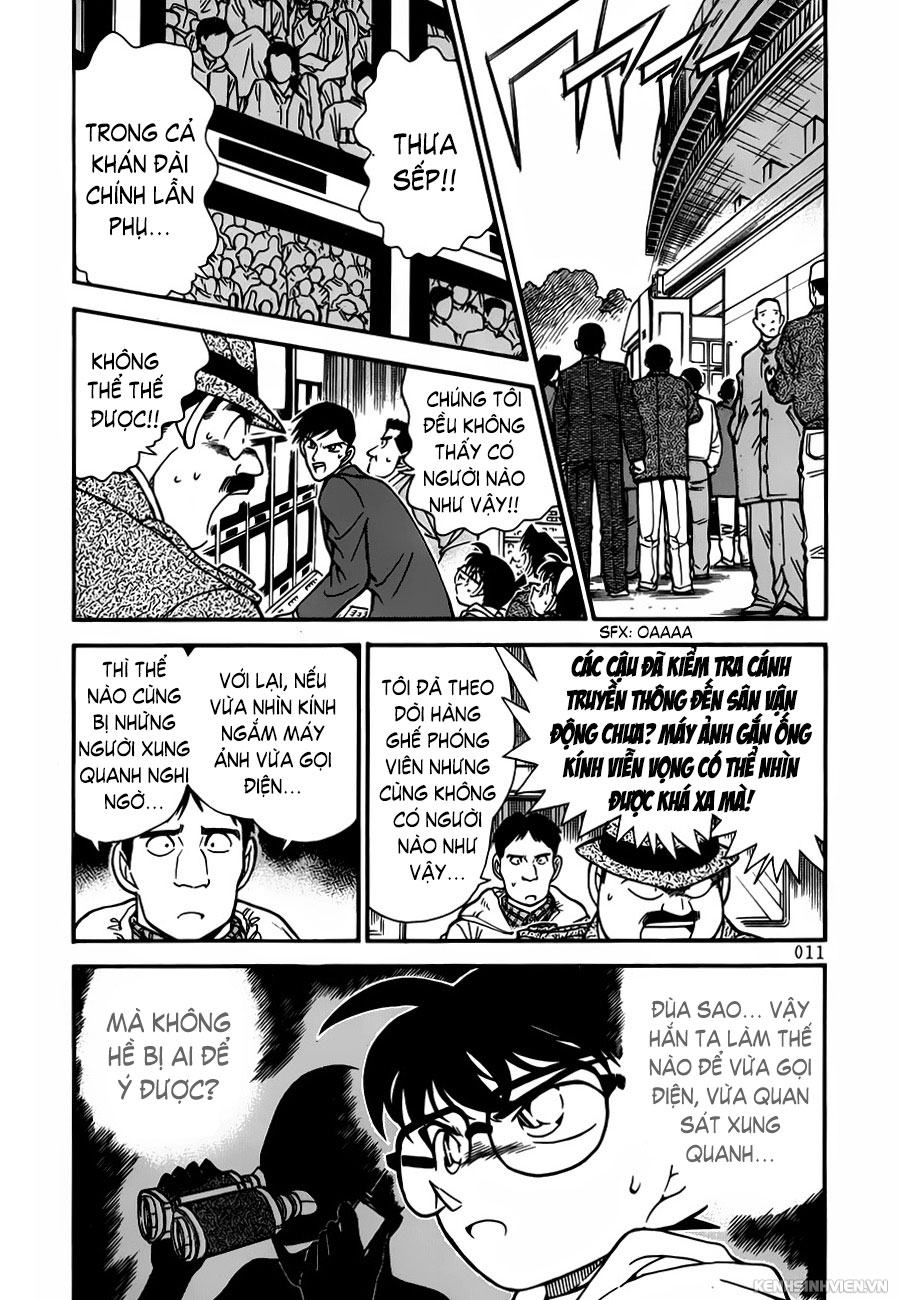 THƯA
SẾP!!
TRONG CẢ
KHÁN ĐÀI
CHÍNH LẪN
PHỤ...
CHÚNG TÔI
ĐỀU KHÔNG
THẤY CÓ
NGƯỜI NÀO
NHƯ VẬY!!
KHÔNG
THỂ THẾ
ĐƯỢC!!
SFX: OAAAA
CÁC CẬU ĐÃ KIỂM TRA CÁNH
TRUYỀN THÔNG ĐẾN SÂN VẬN
ĐỘNG CHƯA? MÁY ẢNH GẮN ỐNG
KÍNH VIỄN VỌNG CÓ THỂ NHÌN
ĐƯỢC KHÁ XA MÀ!
TÔI ĐÃ THEO
DÕI HÀNG
GHẾ PHÓNG
VIÊN NHƯNG
CŨNG KHÔNG
CÓ NGƯỜI
NÀO NHƯ
VẬY...
VỚI LẠI, NẾU
VỪA NHÌN KÍNH
NGẮM MÁY
ẢNH VỪA GỌI
ĐIỆN...
THÌ THẾ
NÀO CŨNG
BỊ NHỮNG
NGƯỜI XUNG
QUANH NGHI
NGỜ...
011
ĐÙA SAO... VẬY
HẮN TA LÀM THẾ
NÀO ĐỂ VỪA GỌI
ĐIỆN, VỪA QUAN
SÁT XUNG
QUANH...
MÀ KHÔNG
HỀ BỊ AI ĐỂ
Ý ĐƯỢC?
KENHSINHVIEN.VN